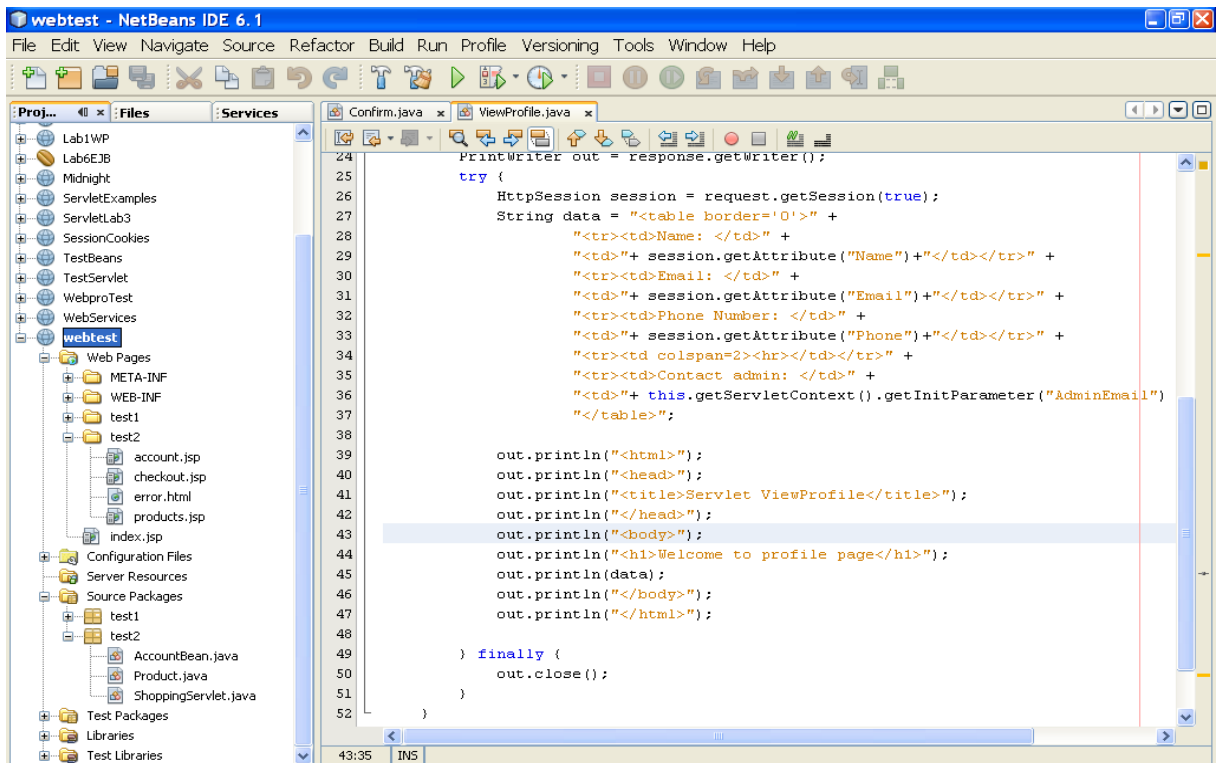 webtest - NetBeans IDE 6.1
File Edit View Navigate Source Refactor Build Run Profile Versioning Tools Window Help
Proj... Files Services
Lab1WP
Lab6EJB
Midnight
ServletExamples
ServletLab3
SessionCookies
TestBeans
TestServlet
WebproTest
WebServices
webtest
Web Pages
META-INF
WEB-INF
test1
test2
account.jsp
checkout.jsp
error.html
products.jsp
index.jsp
Configuration Files
Server Resources
Source Packages
test1
test2
AccountBean.java
Product.java
ShoppingServlet.java
Test Packages
Libraries
Test Libraries
Confirm.java x ViewProfile.java x
24 PrintWriter out = response.getWriter();
25 try {
26 HttpSession session = request.getSession(true);
27 String data = "<table border='0'>" +
28 "<tr><td>Name: </td>" +
29 "<td>"+ session.getAttribute("Name")+"</td></tr>" +
30 "<tr><td>Email: </td>" +
31 "<td>"+ session.getAttribute("Email")+"</td></tr>" +
32 "<tr><td>Phone Number: </td>" +
33 "<td>"+ session.getAttribute("Phone")+"</td></tr>" +
34 "<tr><td colspan=2><hr></td></tr>" +
35 "<tr><td>Contact admin: </td>" +
36 "<td>"+ this.getServletContext().getInitParameter("AdminEmail")
37 "</table>";
38
39 out.println("<html>");
40 out.println("<head>");
41 out.println("<title>Servlet ViewProfile</title>");
42 out.println("</head>");
43 out.println("<body>");
44 out.println("<h1>Welcome to profile page</h1>");
45 out.println(data);
46 out.println("</body>");
47 out.println("</html>");
48
49 } finally {
50 out.close();
51 }
52 }
43:35 INS